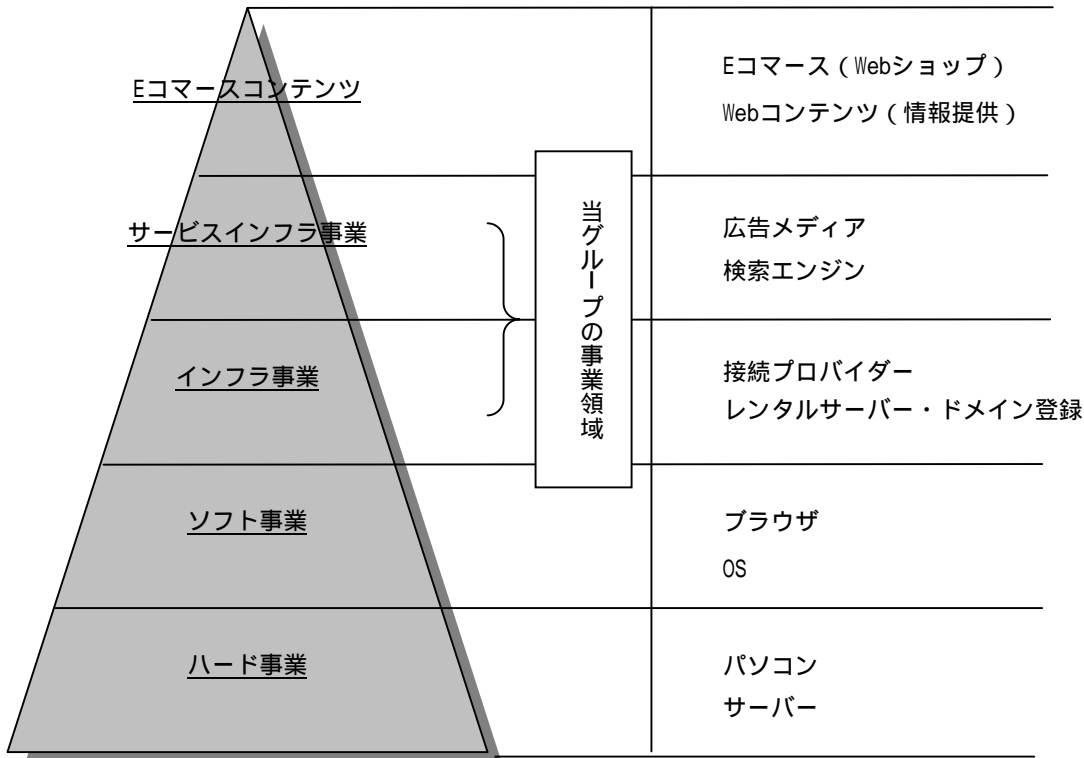 Eコマースコンテンツ
Eコマース(Webショップ)
Webコンテンツ(情報提供)
サービスインフラ事業
当グループの事業領域
広告メディア
検索エンジン
インフラ事業
接続プロバイダー
レンタルサーバー・ドメイン登録
ソフト事業
ブラウザ
OS
ハード事業
パソコン
サーバー